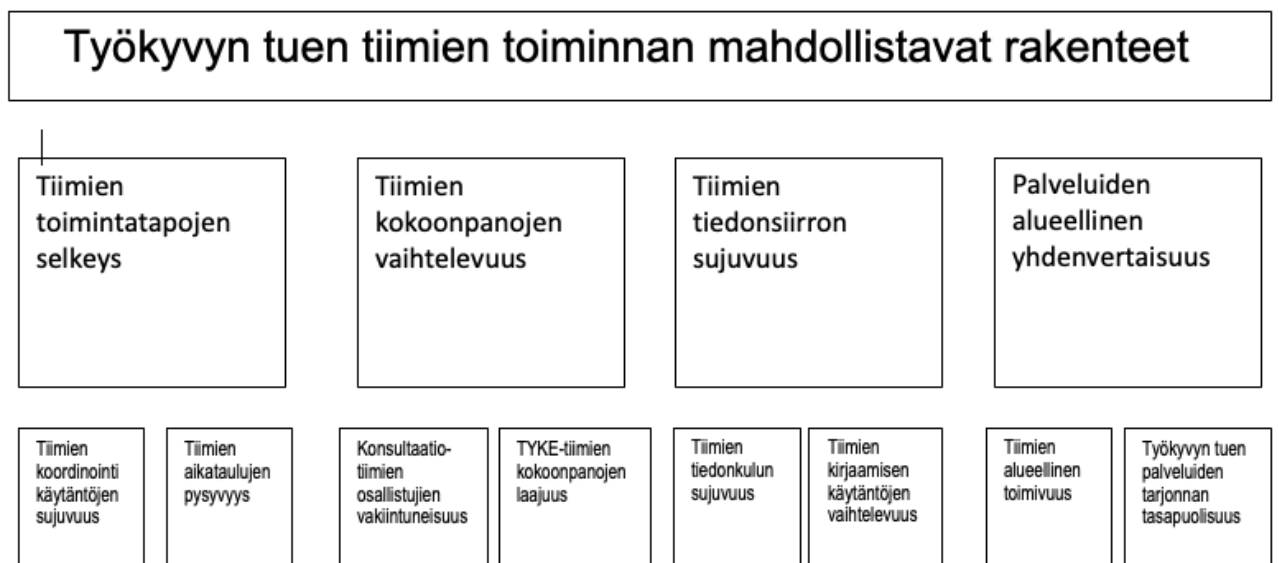 Työkyvyn tuen tiimien toiminnan mahdollistavat rakenteet
Tiimien
toimintatapojen
selkeys
Tiimien
kokoonpanojen
vaihtelevuus
Tiimien
tiedonsiirron
sujuvuus
Palveluiden
alueellinen
yhdenvertaisuus
Tiimien
koordinointi
käytäntöjen
sujuvuus
Tiimien
aikataulujen
pysyvyys
Konsultaatio-
tiimien
osallistujien
vakiintuneisuus
TYKE-tiimien
kokoonpanojen
laajuus
Tiimien
tiedonkulun
sujuvuus
Tiimien
kirjaamisen
käytäntöjen
vaihtelevuus
Tiimien
alueellinen
toimivuus
Työkyvyn tuen
palveluiden
tarjonnan
tasapuolisuus